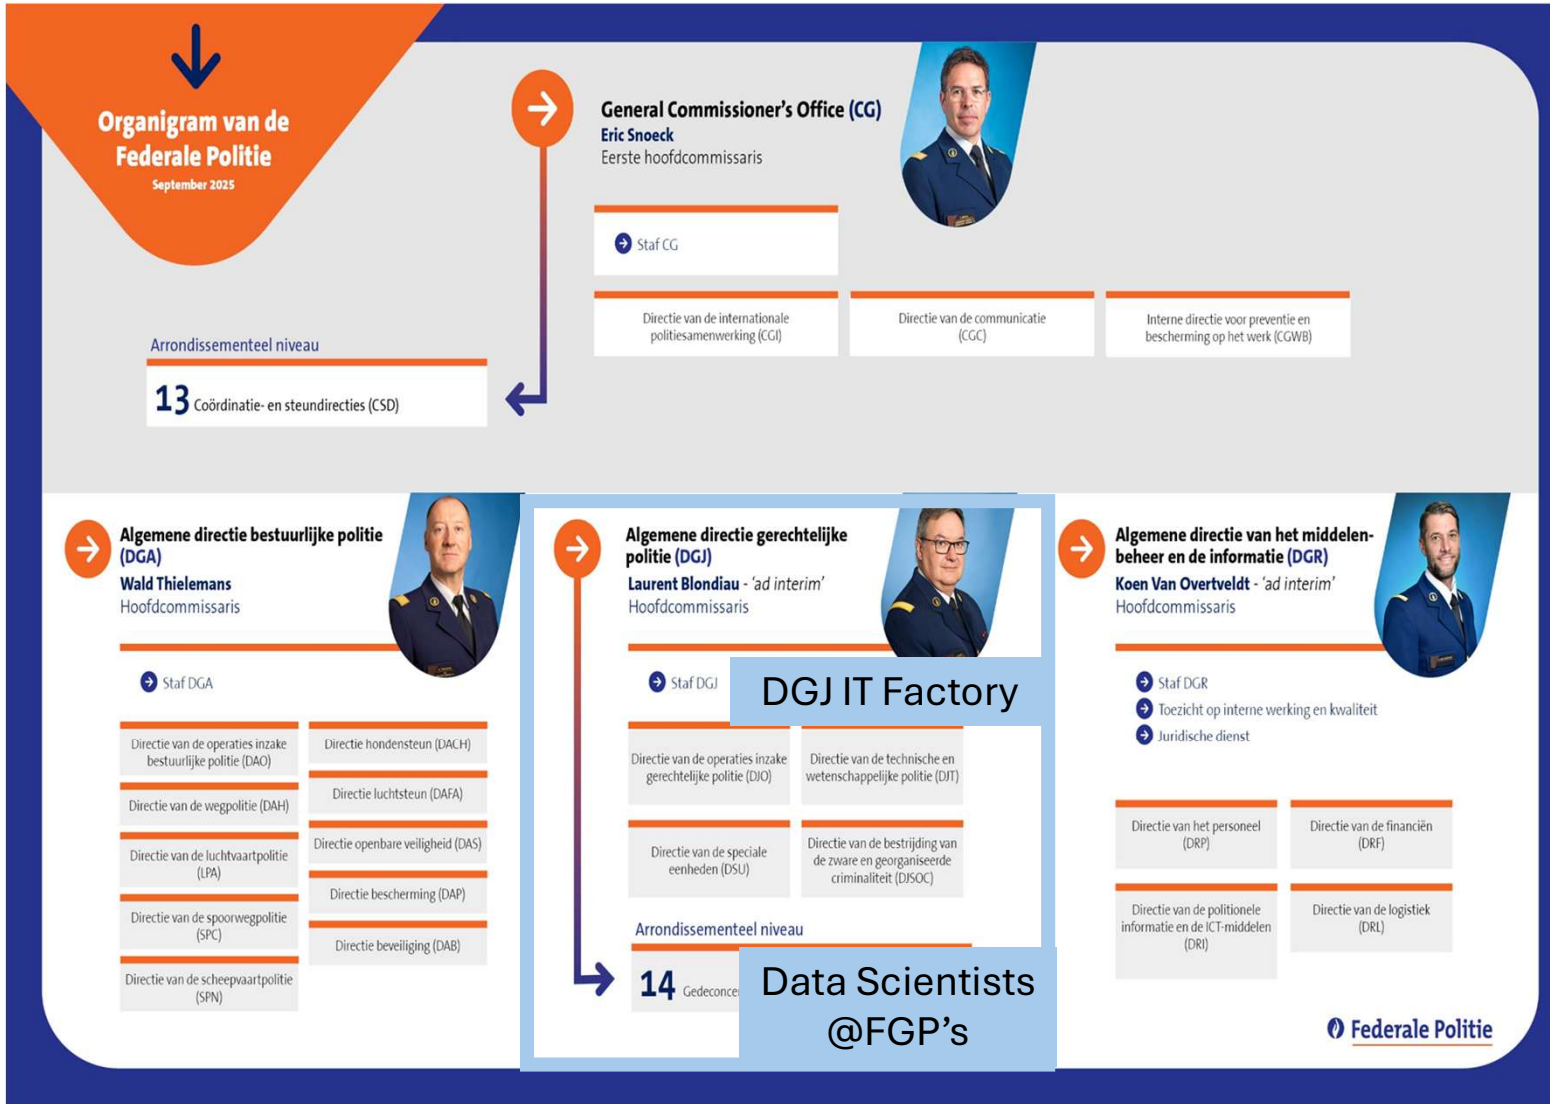 Organigram van de
Federale Politie
September 2025
General Commissioner's Office (CG)
Eric Snoeck
Eerste hoofdcommissaris
Staf CG
Directie van de internationale
politiesamenwerking (CGI)
Directie van de communicatie
(CGC)
Interne directie voor preventie en
bescherming op het werk (CGWB)
Arrondissementeel niveau
13 Coördinatie- en steundirecties (CSD)
Algemene directie bestuurlijke politie
(DGA)
Wald Thielemans
Hoofdcommissaris
Staf DGA
Directie van de operaties inzake
bestuurlijke politie (DAO)
Directie van de wegpolitie (DAH)
Directie van de luchtvaartpolitie
(LPA)
Directie van de spoorwegpolitie
(SPC)
Directie van de scheepvaartpolitie
(SPN)
Directie hondensteun (DACH)
Directie luchtsteun (DAFA)
Directie openbare veiligheid (DAS)
Directie bescherming (DAP)
Directie beveiliging (DAB)
Algemene directie gerechtelijke
politie (DGJ)
Laurent Blondiau - 'ad interim'
Hoofdcommissaris
Staf DGJ
DGJ IT Factory
Directie van de operaties inzake
gerechtelijke politie (DJO)
Directie van de technische en
wetenschappelijke politie (DJT)
Directie van de speciale
eenheden (DSU)
Directie van de bestrijding van
de zware en georganiseerde
criminaliteit (DJSOC)
Arrondissementeel niveau
14
Data Scientists
@FGP's
Algemene directie van het middelen-
beheer en de informatie (DGR)
Koen Van Overtveldt - 'ad interim'
Hoofdcommissaris
Staf DGR
Toezicht op interne werking en kwaliteit
Juridische dienst
Directie van het personeel
(DRP)
Directie van de financiën
(DRF)
Directie van de politionele
informatie en de ICT-middelen
(DRI)
Directie van de logistiek
(DRL)
Federale Politie